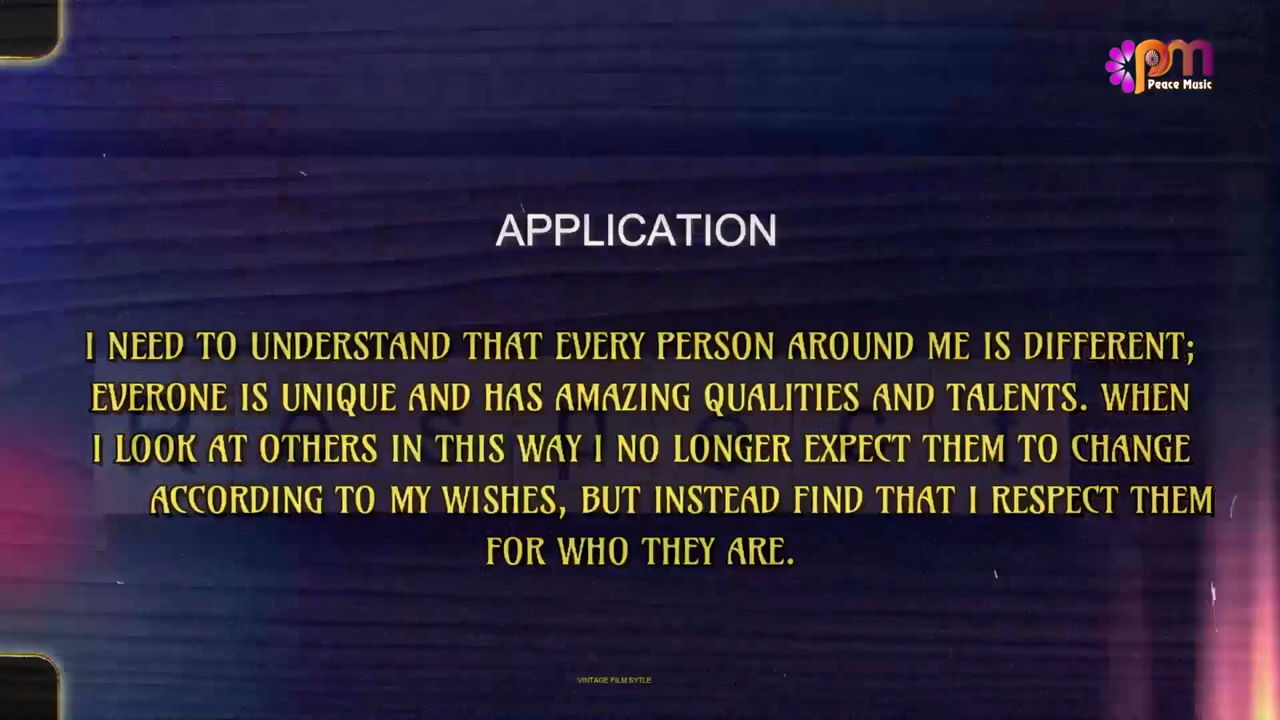 pm
Peace Music
APPLICATION
I NEED TO UNDERSTAND THAT EVERY PERSON AROUND ME IS DIFFERENT;
EVERONE IS UNIQUE AND HAS AMAZING QUALITIES AND TALENTS. WHEN
I LOOK AT OTHERS IN THIS WAY I NO LONGER EXPECT THEM TO CHANGE
ACCORDING TO MY WISHES, BUT INSTEAD FIND THAT I RESPECT THEM
FOR WHO THEY ARE.
VINTAGE FILM SYTLE